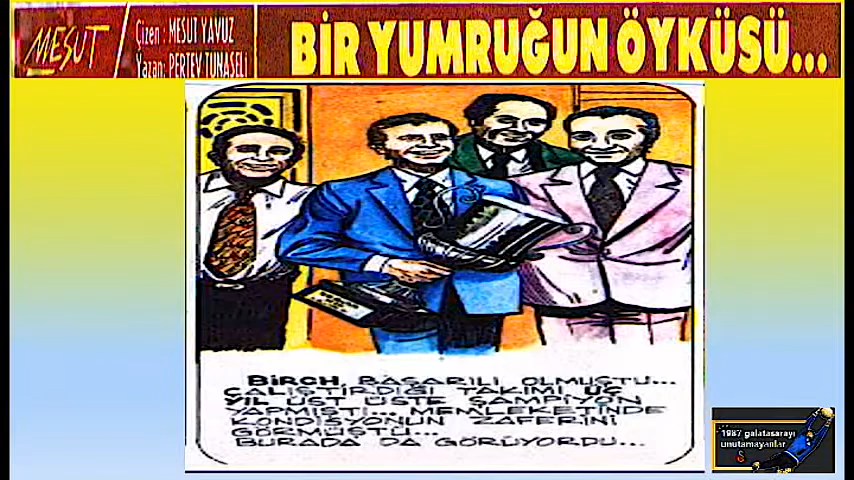 MESUT
Çizen : MESUT YAVUZ
Yazan: PERTEV TUNASELİ
BİR YUMRUĞUN ÖYKÜSÜ...
BIRCH, BAŞARILI OLMUŞTU...
ÇALIŞTIRDIĞI TAKIMI ÜÇ
YIL ÜST ÜSTE ŞAMPİYON
YAPMIŞTI... MEMLEKETİNDE
KONDİSYONUN ZAFERİNİ
GÖRMÜŞTÜ...
BURADA DA GÖRÜYORDU...
1987 galatasarayı
unutamayanlar